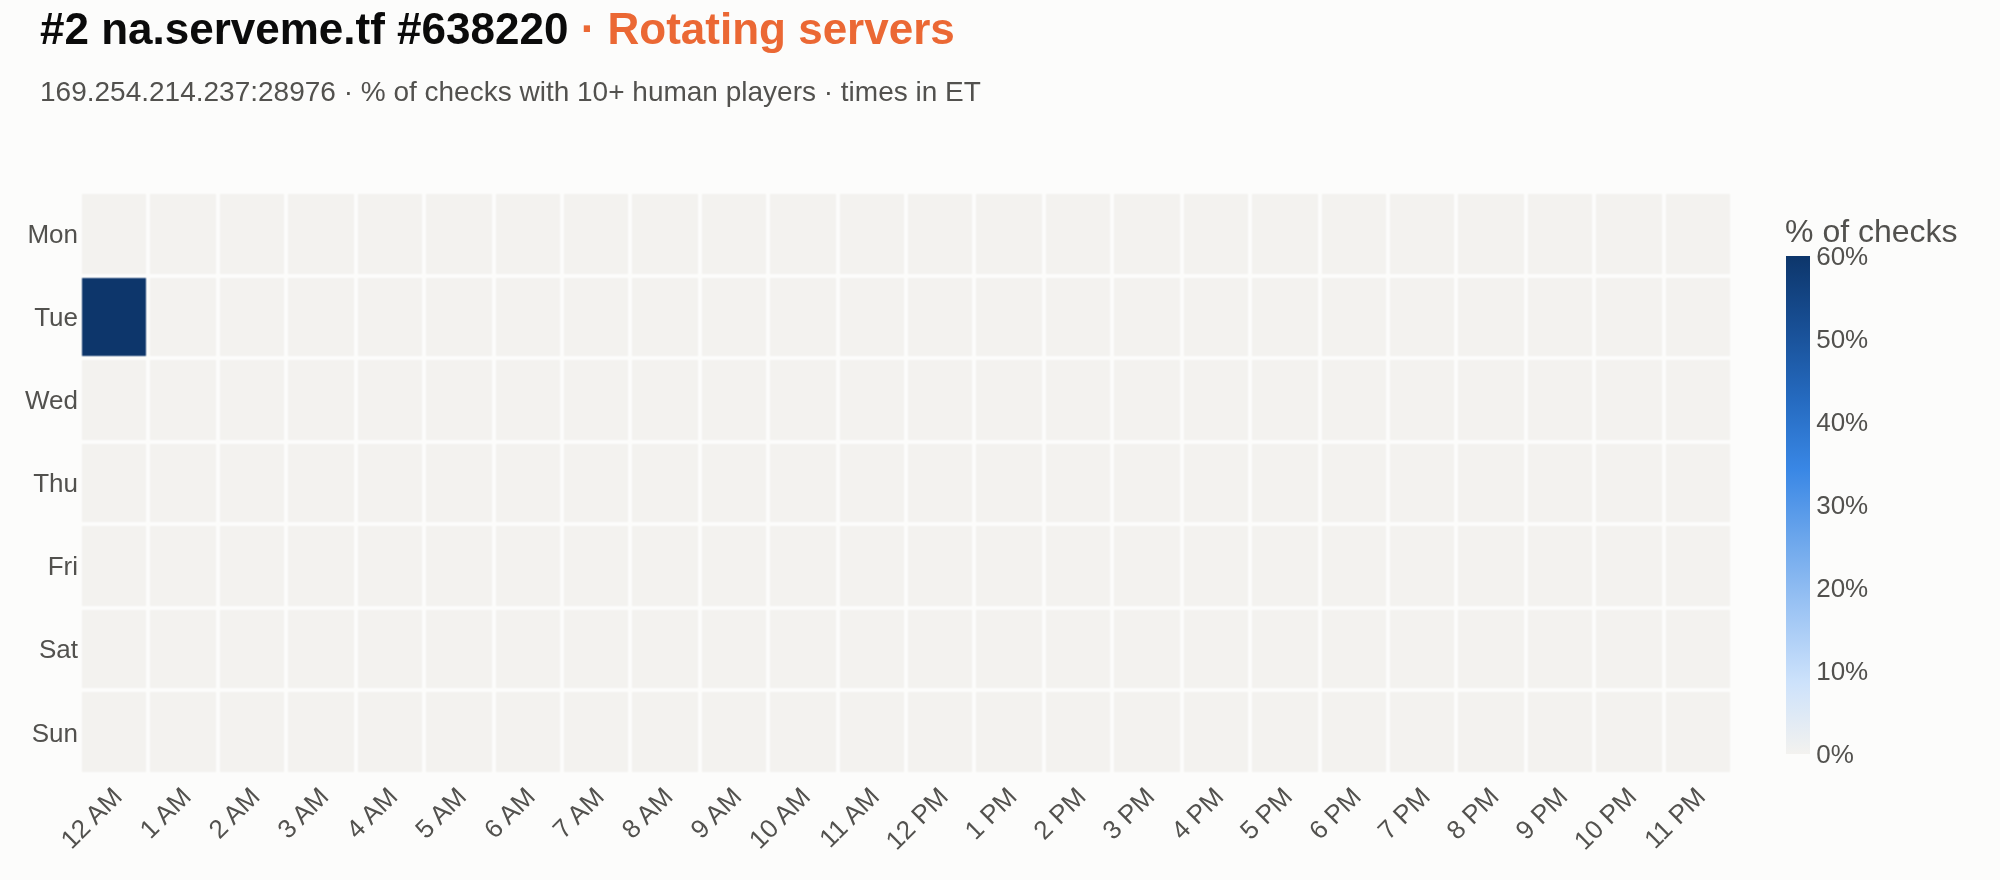 #2 na.serveme.tf #638220 · Rotating servers
169.254.214.237:28976 · % of checks with 10+ human players · times in ET
% of checks
60%
50%
40%
30%
20%
10%
0%
Mon
Tue
Wed
Thu
Fri
Sat
Sun
12 AM
1 AM
2 AM
3 AM
4 AM
5 AM
6 AM
7 AM
8 AM
9 AM
10 AM
11 AM
12 PM
1 PM
2 PM
3 PM
4 PM
5 PM
6 PM
7 PM
8 PM
9 PM
10 PM
11 PM